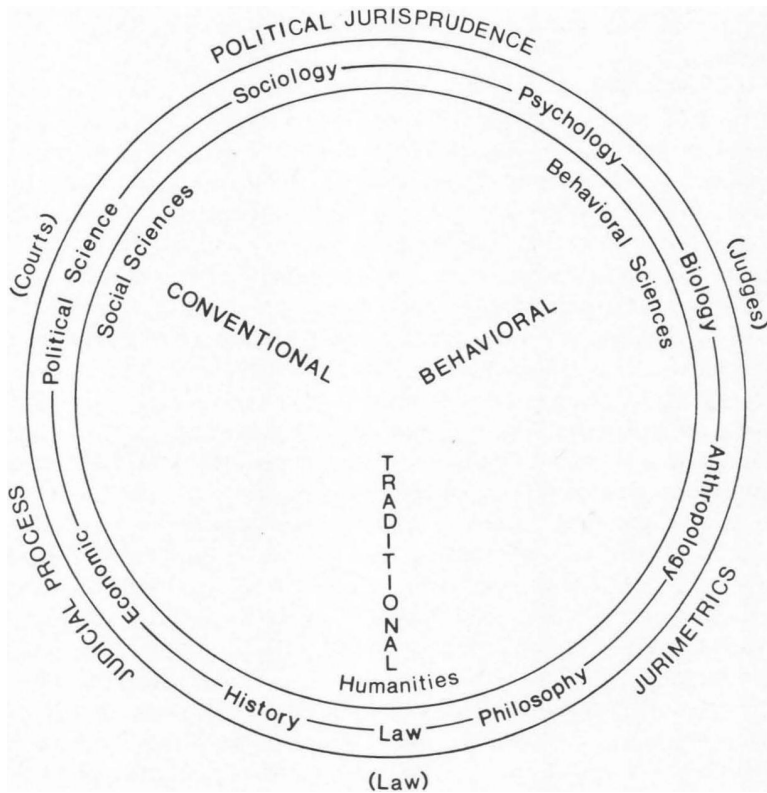 POLITICAL JURISPRUDENCE
Sociology
Psychology
Behavioral Sciences
Social Sciences
Political Science
Biology
(Courts)
(Judges)
CONVENTIONAL
BEHAVIORAL
TRADITIONAL
Anthropology
Economic
JUDICIAL PROCESS
JURIMETRICS
Humanities
History
Law
Philosophy
(Law)